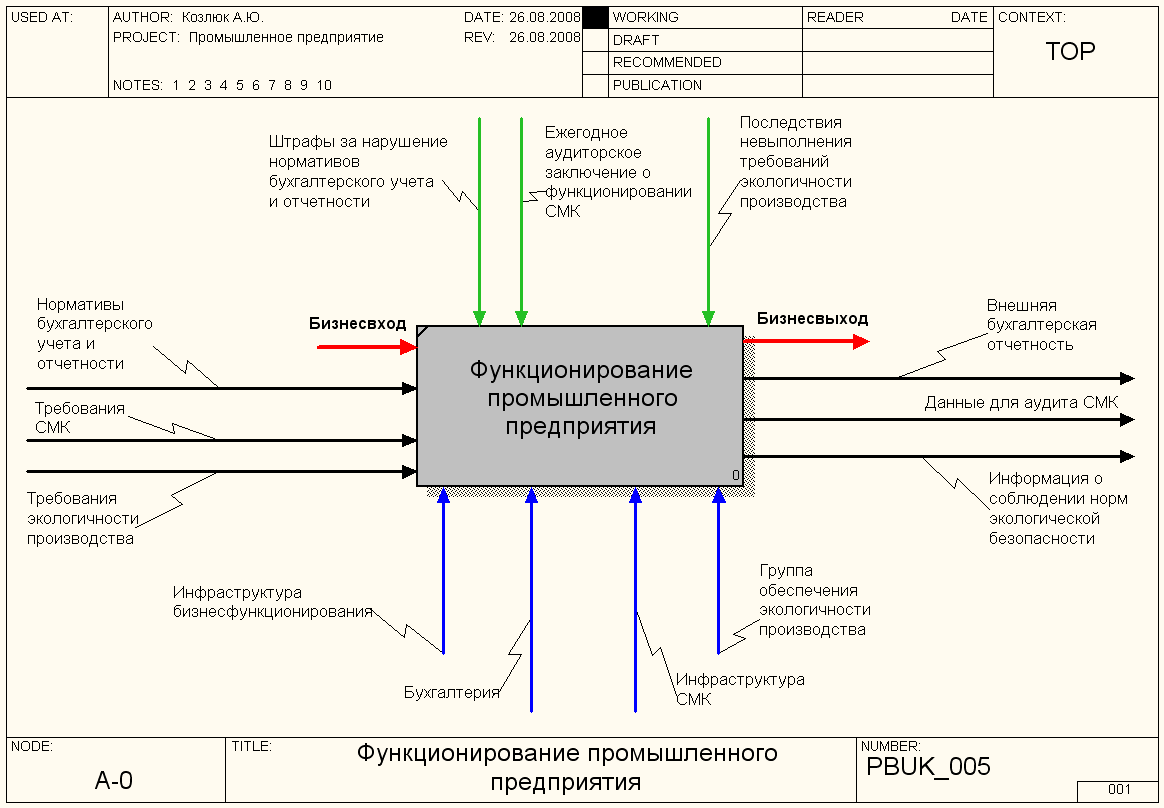 USED AT:
AUTHOR: Козлюк А.Ю.
DATE: 26.08.2008
PROJECT: Промышленное предприятие
REV: 26.08.2008
NOTES: 1 2 3 4 5 6 7 8 9 10
WORKING
DRAFT
RECOMMENDED
PUBLICATION
READER
DATE
CONTEXT:
TOP
Штрафы за нарушение
нормативов
бухгалтерского учета
и отчетности
Ежегодное
аудиторское
заключение о
функционировании
СМК
Последствия
невыполнения
требований
экологичности
производства
Нормативы
бухгалтерского
учета и
отчетности
Бизнесвход
Требования
СМК
Требования
экологичности
производства
Функционирование
промышленного
предприятия
0
Бизнесвыход
Внешняя
бухгалтерская
отчетность
Данные для аудита СМК
Информация о
соблюдении норм
экологической
безопасности
Инфраструктура
бизнесфункционирования
Бухгалтерия
Инфраструктура
СМК
Группа
обеспечения
экологичности
производства
NODE:
A-0
TITLE:
Функционирование промышленного
предприятия
NUMBER:
PBUK_005
001